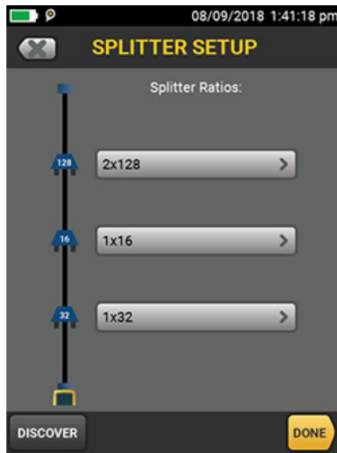 08/09/2018 1:41:18 pm
SPLITTER SETUP
Splitter Ratios:
128
2x128
16
1x16
32
1x32
DISCOVER
DONE